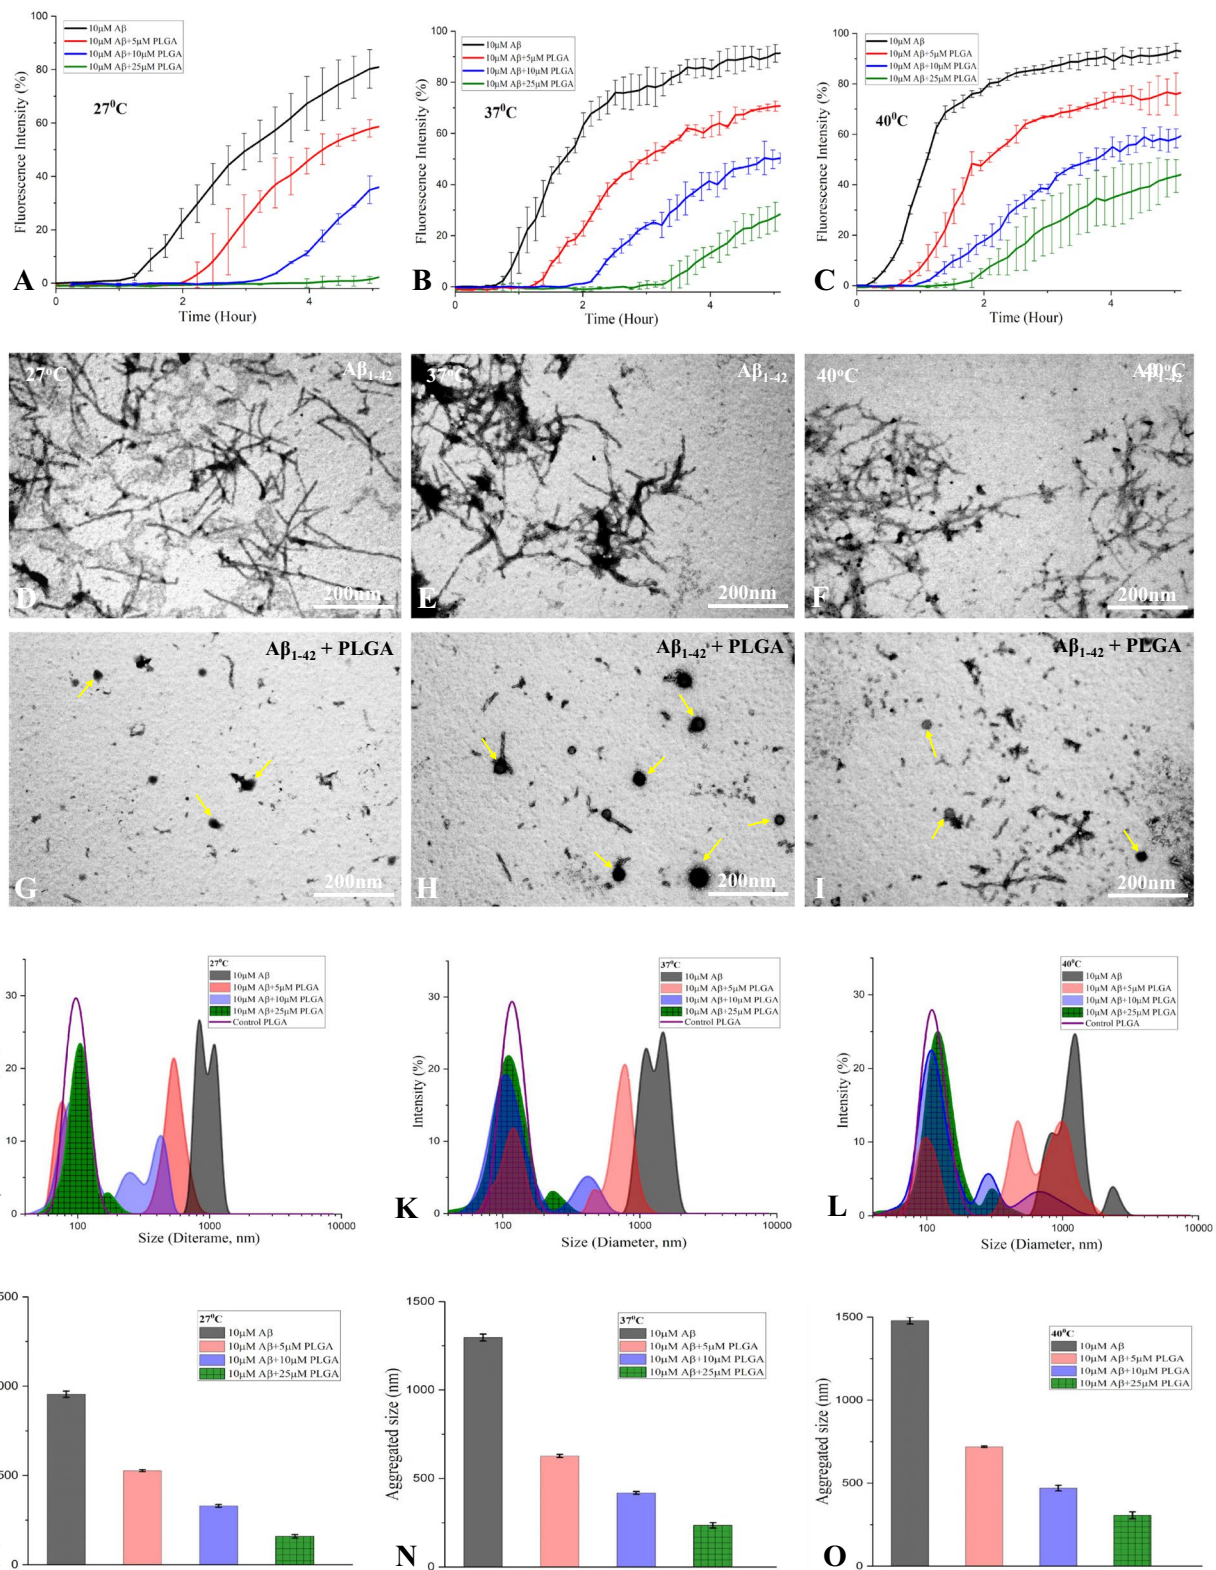 100
80
60
40
20
0
Fluorescence Intensity (%)
10μM Aβ
10μM Aβ+5μM PLGA
10μM Aβ+10μM PLGA
10μM Aβ+25μM PLGA
27⁰C
A
0
2
4
Time (Hour)
100
80
60
40
20
0
Fluorescence Intensity (%)
10μM Aβ
10μM Aβ+5μM PLGA
10μM Aβ+10μM PLGA
10μM Aβ+25μM PLGA
37⁰C
B
0
2
4
Time (Hour)
100
80
60
40
20
0
Fluorescence Intensity (%)
10μM Aβ
10μM Aβ+5μM PLGA
10μM Aβ+10μM PLGA
10μM Aβ+25μM PLGA
40⁰C
C
0
2
4
Time (Hour)
27°C
Aβ1-42
D
200nm
37°C
Aβ1-42
E
200nm
40°C
F
200nm
Aβ1-42 + PLGA
G
200nm
Aβ1-42 + PLGA
H
200nm
Aβ1-42 + PLGA
I
200nm
30
20
10
0
27⁰C
10μM Aβ
10μM Aβ+5μM PLGA
10μM Aβ+10μM PLGA
10μM Aβ+25μM PLGA
Control PLGA
100
1000
10000
Size (Diterame, nm)
30
20
10
0
Intensity (%)
37⁰C
10μM Aβ
10μM Aβ+5μM PLGA
10μM Aβ+10μM PLGA
10μM Aβ+25μM PLGA
Control PLGA
K
100
1000
10000
Size (Diameter, nm)
30
20
10
0
Intensity (%)
40⁰C
10μM Aβ
10μM Aβ+5μM PLGA
10μM Aβ+10μM PLGA
10μM Aβ+25μM PLGA
Control PLGA
L
100
1000
10000
Size (Diameter, nm)
27⁰C
10μM Aβ
10μM Aβ+5μM PLGA
10μM Aβ+10μM PLGA
10μM Aβ+25μM PLGA
500
0
1500
1000
500
0
Aggregated size (nm)
37⁰C
10μM Aβ
10μM Aβ+5μM PLGA
10μM Aβ+10μM PLGA
10μM Aβ+25μM PLGA
N
1500
1000
500
0
Aggregated size (nm)
40⁰C
10μM Aβ
10μM Aβ+5μM PLGA
10μM Aβ+10μM PLGA
10μM Aβ+25μM PLGA
O